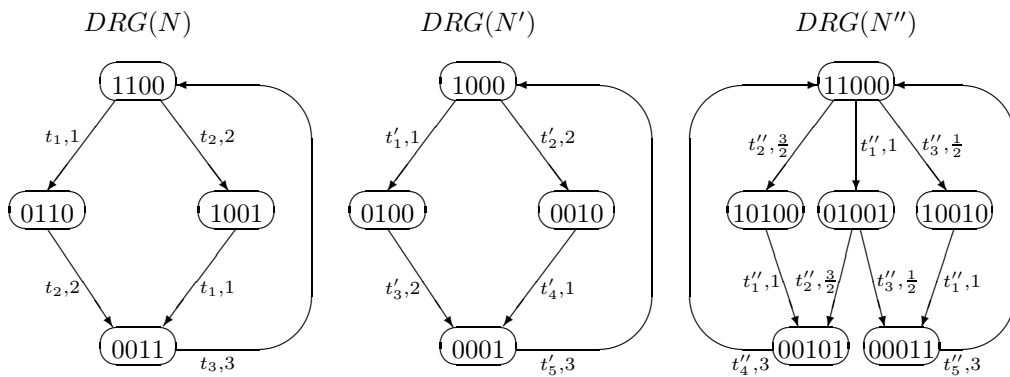 DRG(N) DRG(N′) DRG(N″)
1100 1000 11000
t₁,1 t₂,2 t′₁,1 t′₂,2 t″₂,3/2 t″₁,1 t″₃,1/2
0110 1001 0100 0010 10100 01001 10010
t₂,2 t₁,1 t′₃,2 t′₄,1 t″₁,1 t″₂,3/2 t″₃,1/2 t″₁,1
0011 0001 00101 00011
t₃,3 t′₅,3 t″₄,3 t″₅,3